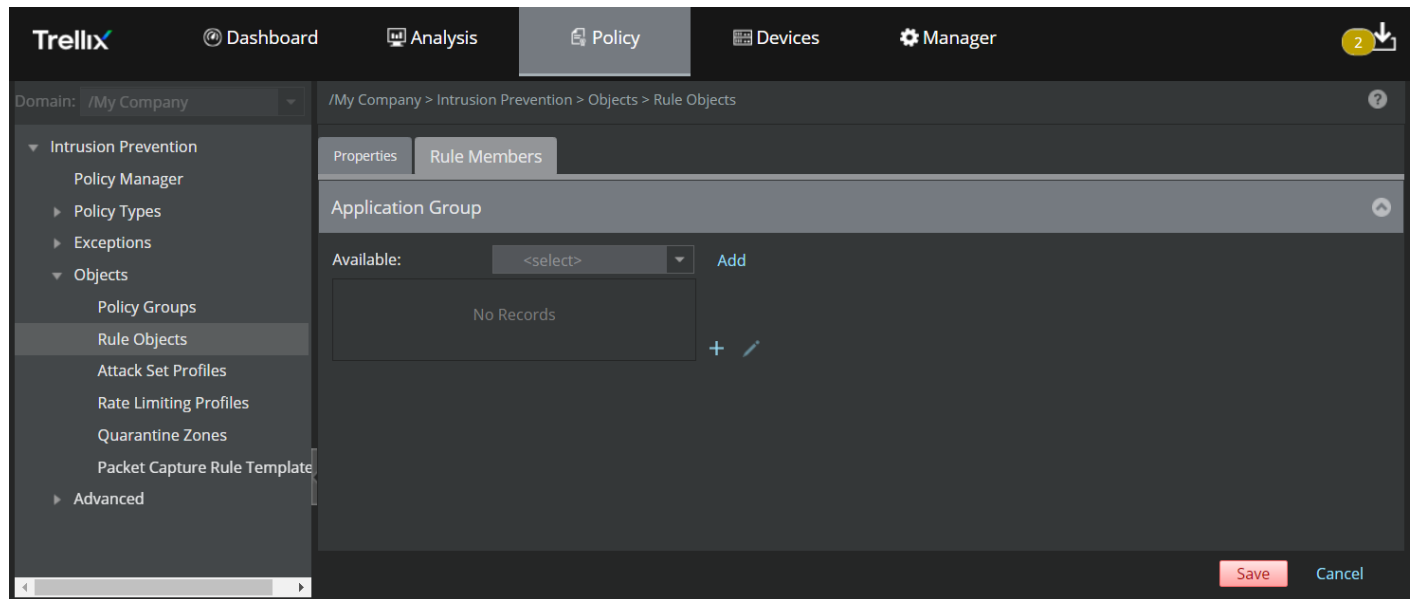 Trellix Dashboard Analysis Policy Devices Manager 2
Domain: /My Company
/My Company > Intrusion Prevention > Objects > Rule Objects ?
Intrusion Prevention
Policy Manager
Policy Types
Exceptions
Objects
Policy Groups
Rule Objects
Attack Set Profiles
Rate Limiting Profiles
Quarantine Zones
Packet Capture Rule Template
Advanced
Properties Rule Members
Application Group
Available: <select> Add
No Records
Save Cancel